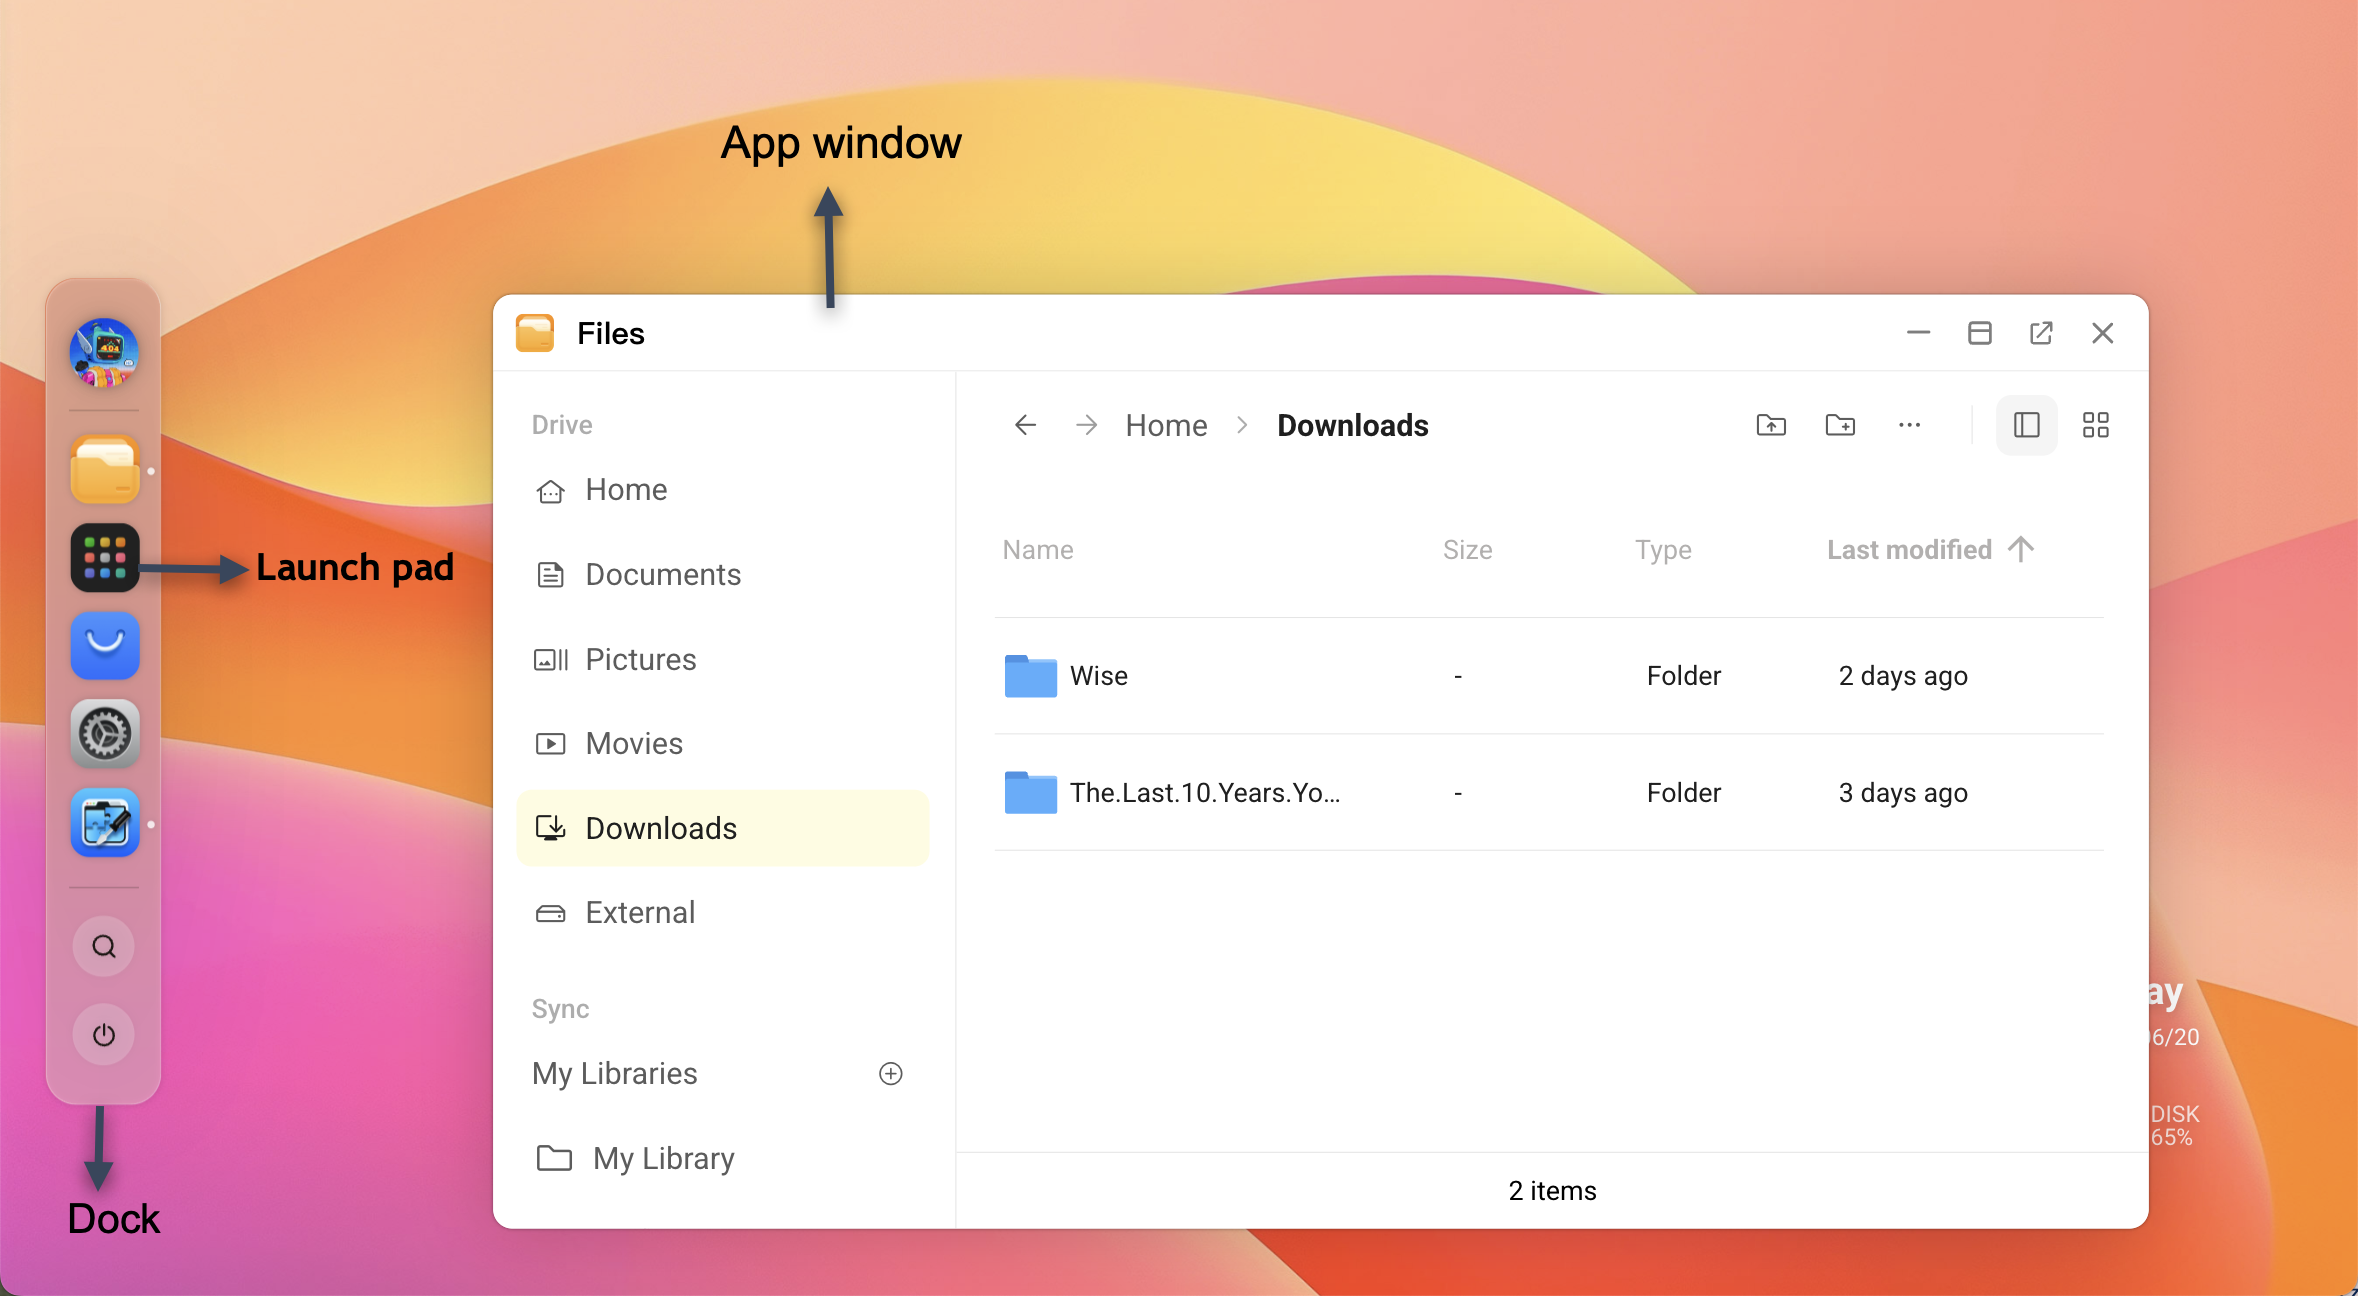 App window
Launch pad
Dock
Files
Drive
Home
Documents
Pictures
Movies
Downloads
External
Sync
My Libraries
My Library
Home > Downloads
Name Size Type Last modified
Wise - Folder 2 days ago
The.Last.10.Years.Yo... - Folder 3 days ago
2 items
ay
06/20
DISK
65%